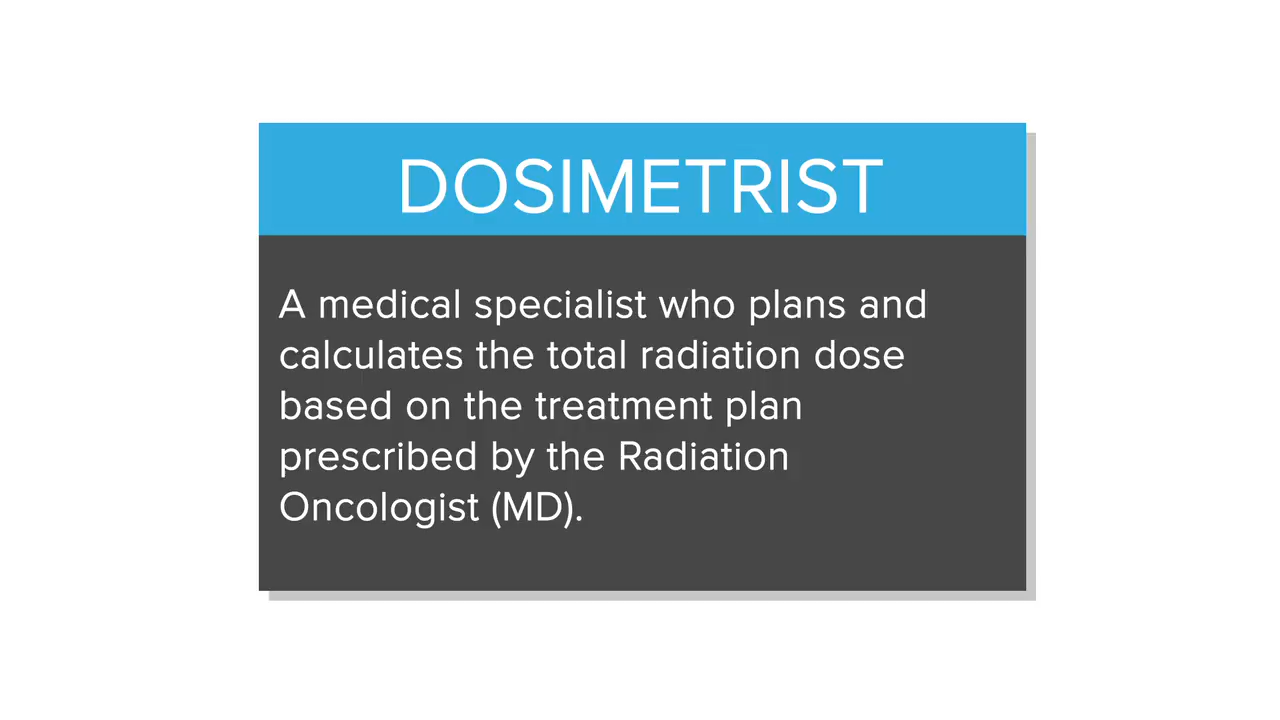 DOSIMETRIST
A medical specialist who plans and
calculates the total radiation dose
based on the treatment plan
prescribed by the Radiation
Oncologist (MD).